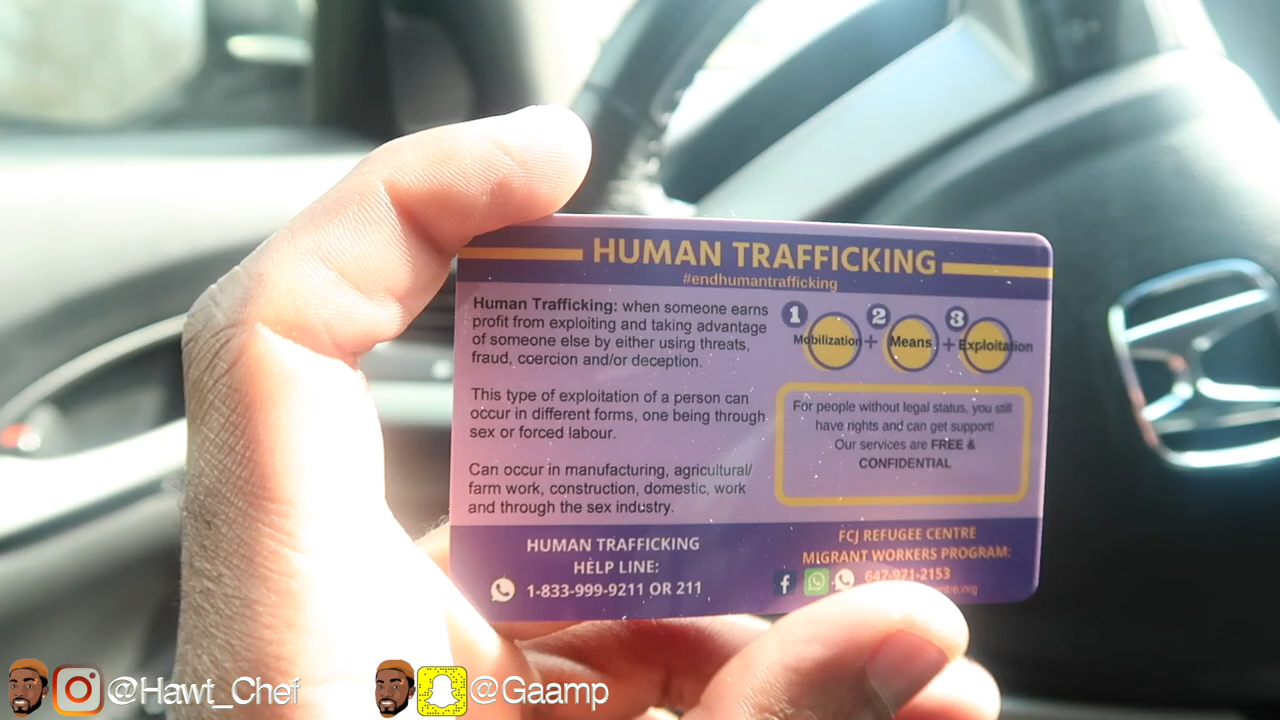 HUMAN TRAFFICKING
#endhumantrafficking
Human Trafficking: when someone earns
profit from exploiting and taking advantage
of someone else by either using threats,
fraud, coercion and/or deception.
This type of exploitation of a person can
occur in different forms, one being through
sex or forced labour.
Can occur in manufacturing, agricultural/
farm work, construction, domestic, work
and through the sex industry.
1 2 3
Mobilization + Means + Exploitation
For people without legal status, you still
have rights and can get support!
Our services are FREE &
CONFIDENTIAL
HUMAN TRAFFICKING
HELP LINE:
1-833-999-9211 OR 211
FCJ REFUGEE CENTRE
MIGRANT WORKERS PROGRAM:
647-971-2153
ntre.org
@Hawt_Chef
@Gaamp